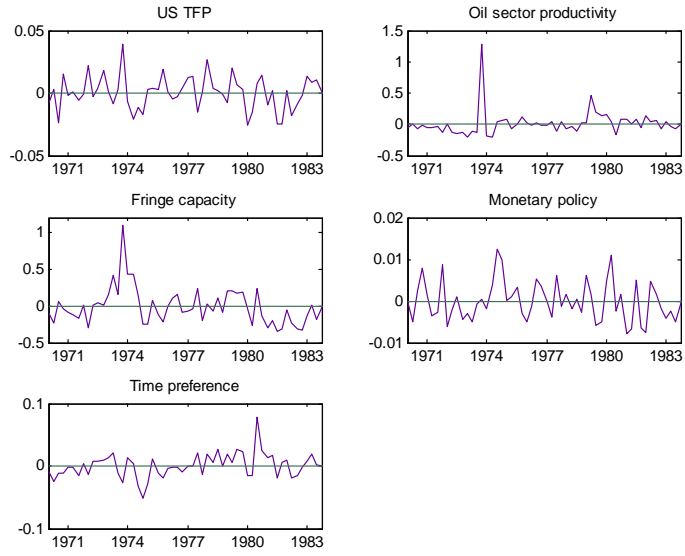 US TFP
0.05
0
-0.05
1971 1974 1977 1980 1983
Oil sector productivity
1.5
1
0.5
0
-0.5
1971 1974 1977 1980 1983
Fringe capacity
1
0.5
0
-0.5
1971 1974 1977 1980 1983
Monetary policy
0.02
0.01
0
-0.01
1971 1974 1977 1980 1983
Time preference
0.1
0
-0.1
1971 1974 1977 1980 1983